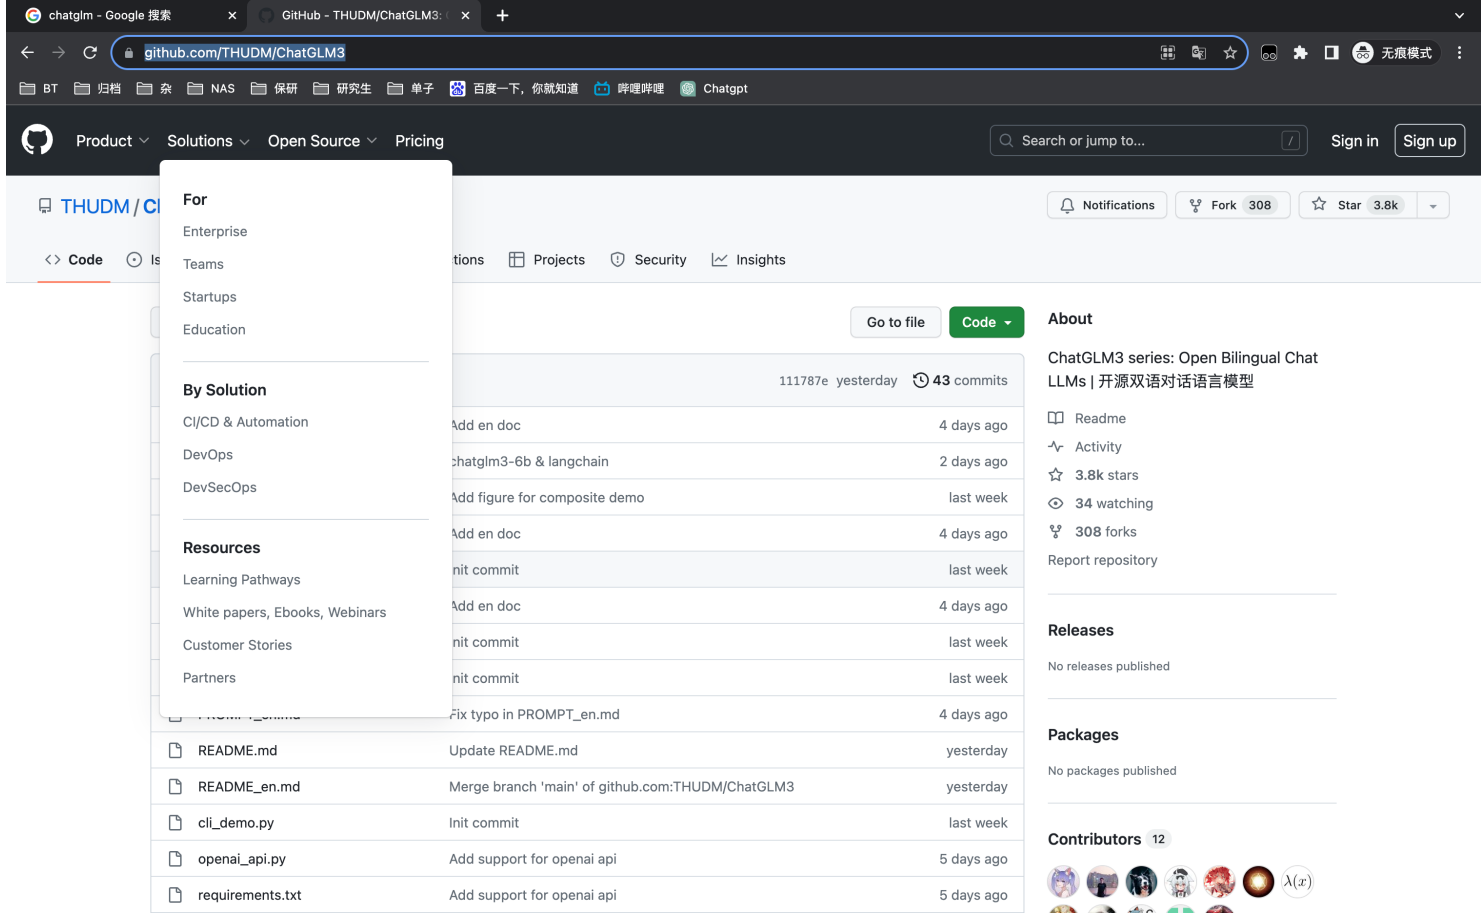 chatglm - Google 搜索
GitHub - THUDM/ChatGLM3:
github.com/THUDM/ChatGLM3
无痕模式
BT 归档 杂 NAS 保研 研究生 单子 百度一下，你就知道 哔哩哔哩 Chatgpt
Product Solutions Open Source Pricing
Search or jump to... /
Sign in Sign up
THUDM /
Notifications Fork 308 Star 3.8k
Code Is tions Projects Security Insights
For
Enterprise
Teams
Startups
Education
By Solution
CI/CD & Automation
DevOps
DevSecOps
Resources
Learning Pathways
White papers, Ebooks, Webinars
Customer Stories
Partners
Go to file Code
111787e yesterday 43 commits
Add en doc 4 days ago
chatglm3-6b & langchain 2 days ago
Add figure for composite demo last week
Add en doc 4 days ago
nit commit last week
Add en doc 4 days ago
nit commit last week
nit commit last week
PROMPT_en.md Fix typo in PROMPT_en.md 4 days ago
README.md Update README.md yesterday
README_en.md Merge branch 'main' of github.com:THUDM/ChatGLM3 yesterday
cli_demo.py Init commit last week
openai_api.py Add support for openai api 5 days ago
requirements.txt Add support for openai api 5 days ago
About
ChatGLM3 series: Open Bilingual Chat
LLMs | 开源双语对话语言模型
Readme
Activity
3.8k stars
34 watching
308 forks
Report repository
Releases
No releases published
Packages
No packages published
Contributors 12
λ(x)